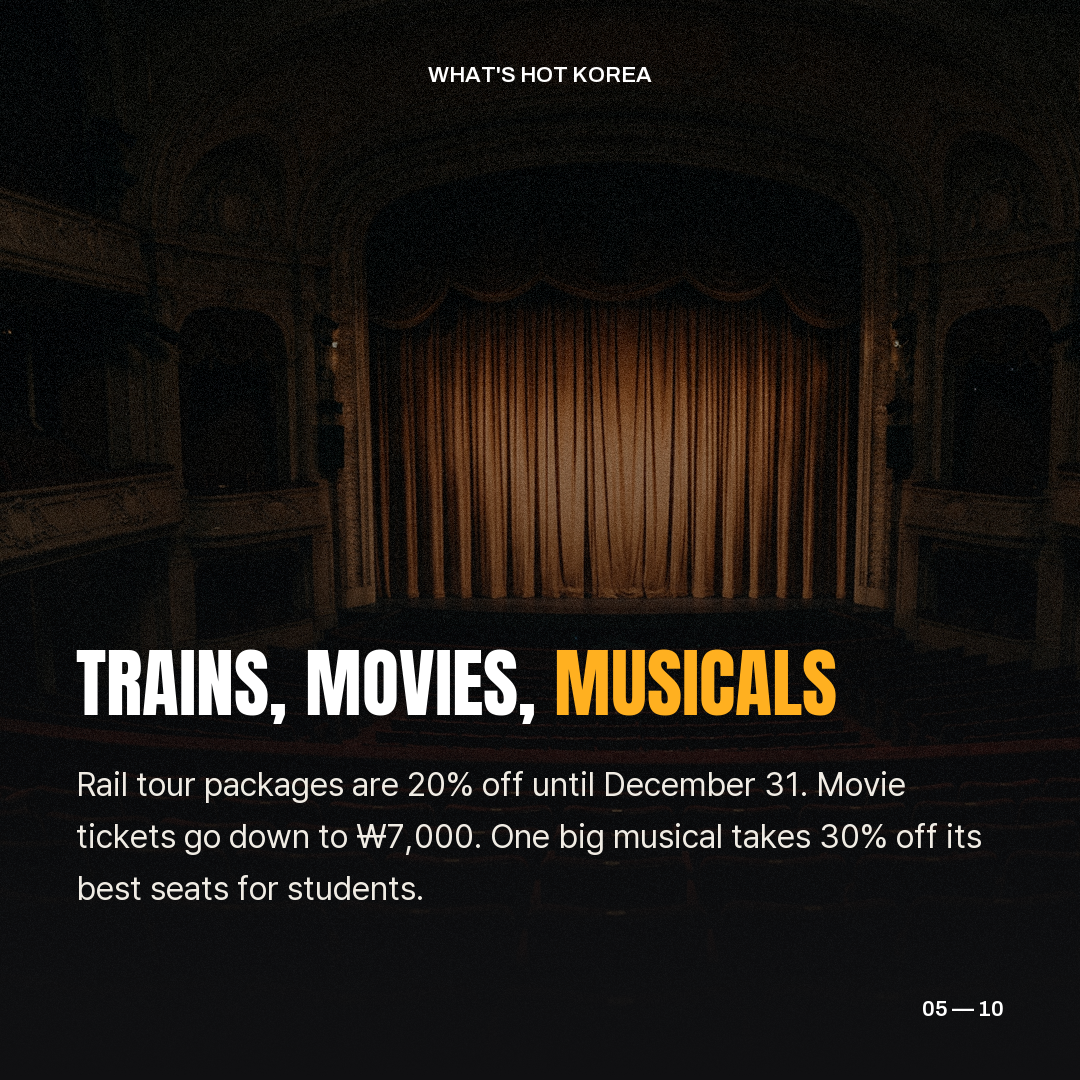 WHAT'S HOT KOREA
TRAINS, MOVIES, MUSICALS
Rail tour packages are 20% off until December 31. Movie
tickets go down to ₩7,000. One big musical takes 30% off its
best seats for students.
05 — 10